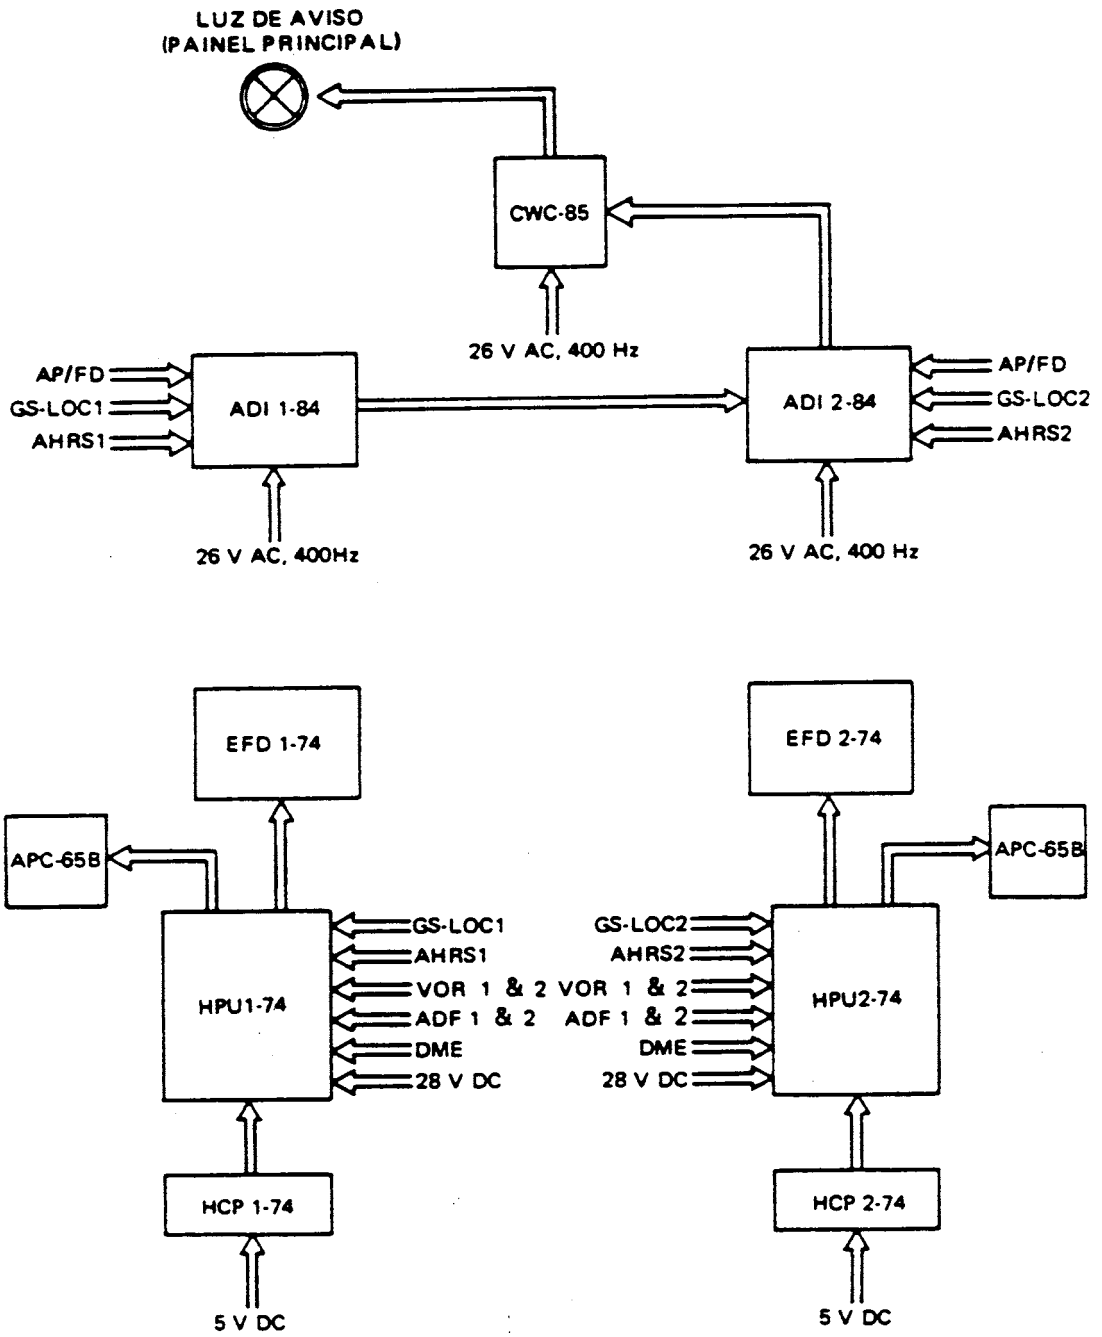 LUZ DE AVISO
(PAINEL PRINCIPAL)
CWC-85
26 V AC, 400 Hz
AP/FD
GS-LOC1
AHRS1
ADI 1-84
ADI 2-84
AP/FD
GS-LOC2
AHRS2
26 V AC, 400Hz
26 V AC, 400 Hz
EFD 1-74
EFD 2-74
APC-65B
APC-65B
HPU1-74
GS-LOC1
AHRS1
VOR 1 & 2
ADF 1 & 2
DME
28 V DC
GS-LOC2
AHRS2
VOR 1 & 2
ADF 1 & 2
DME
28 V DC
HPU2-74
HCP 1-74
HCP 2-74
5 V DC
5 V DC